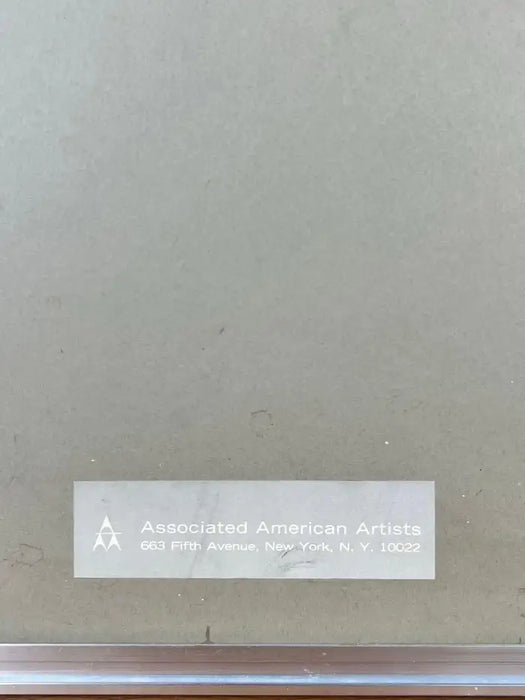 Associated American Artists
663 Fifth Avenue, New York, N. Y. 10022